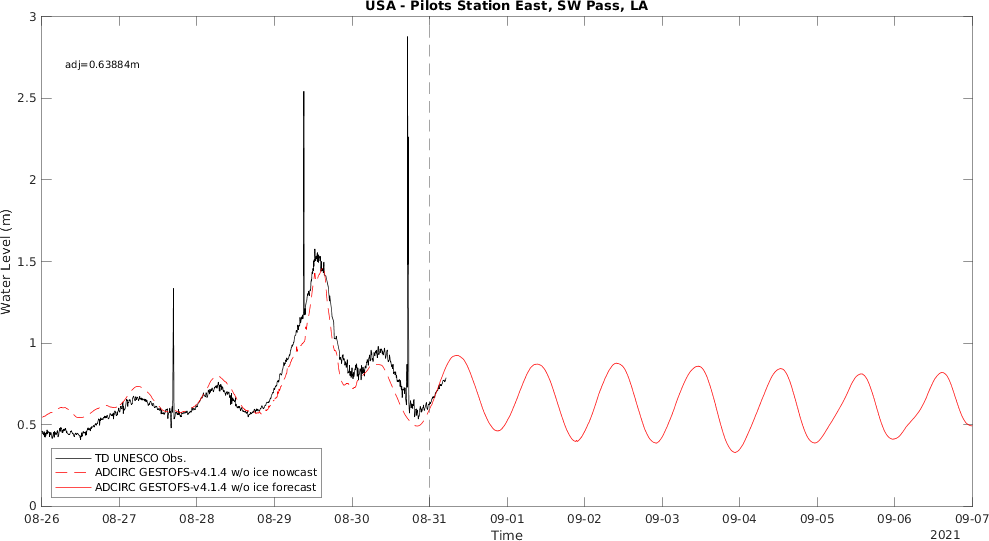 USA - Pilots Station East, SW Pass, LA
adj=0.63884m
3
2.5
2
1.5
1
0.5
0
Water Level (m)
TD UNESCO Obs.
ADCIRC GESTOFS-v4.1.4 w/o ice nowcast
ADCIRC GESTOFS-v4.1.4 w/o ice forecast
08-26 08-27 08-28 08-29 08-30 08-31 09-01 09-02 09-03 09-04 09-05 09-06 09-07
Time
2021